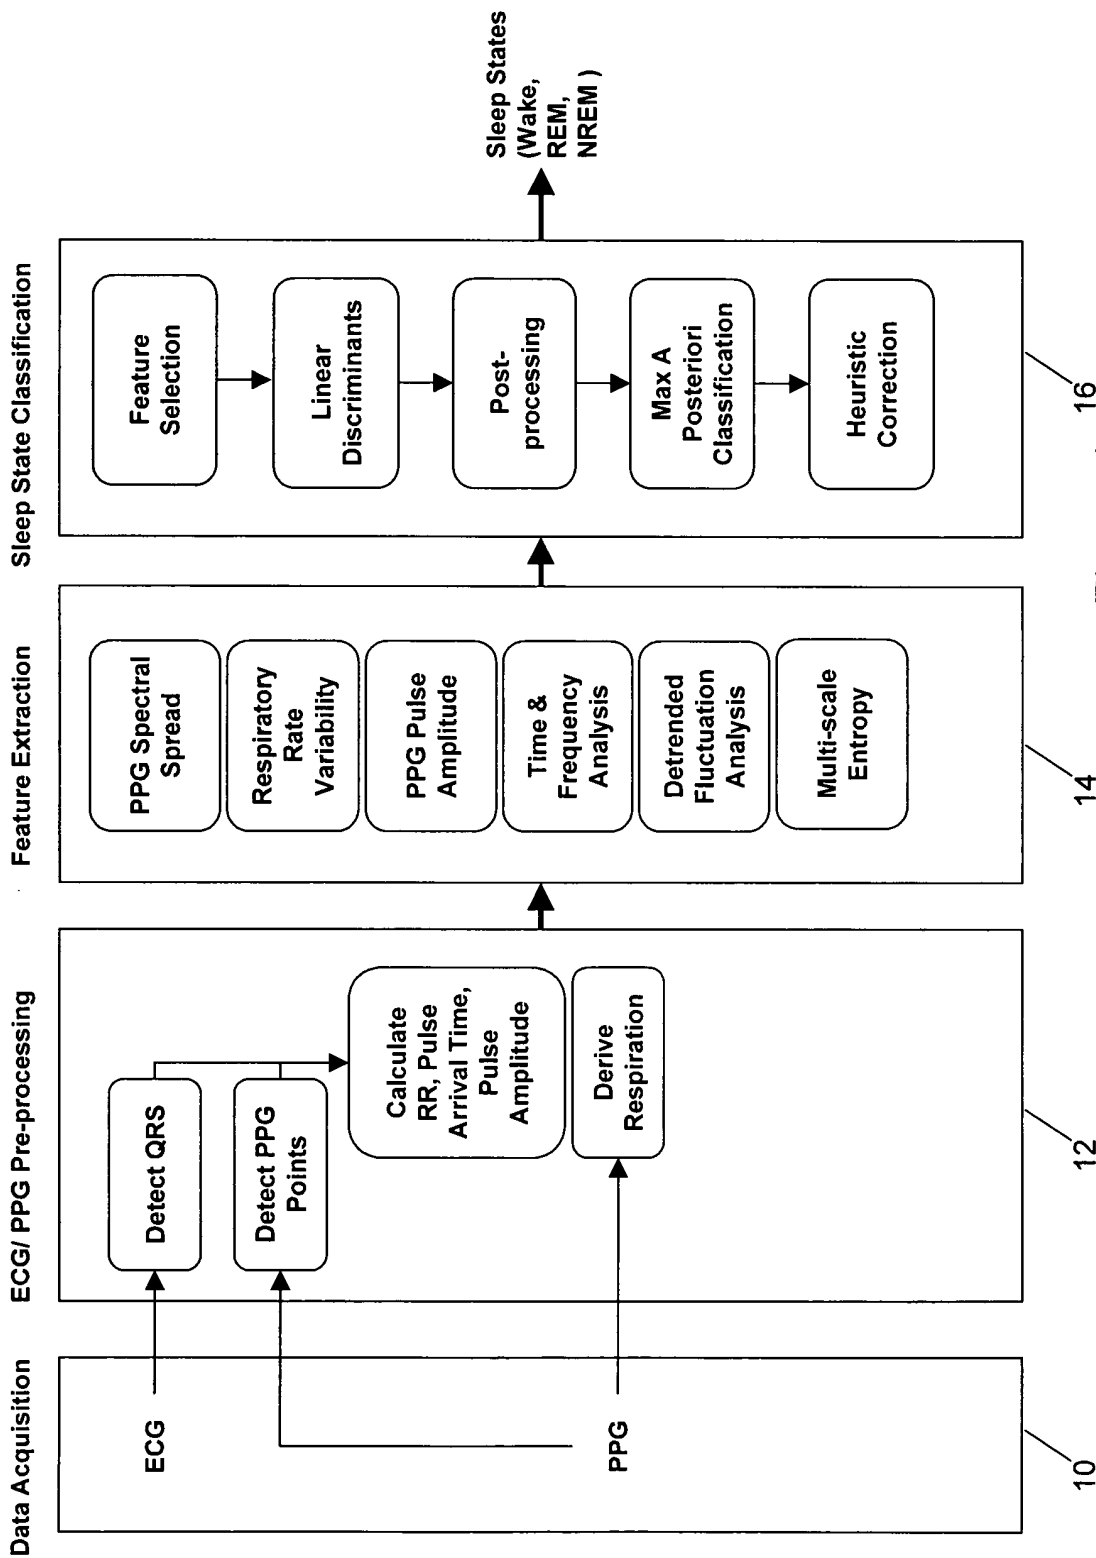 Data Acquisition
ECG
PPG
10
ECG/ PPG Pre-processing
Detect QRS
Detect PPG
Points
Calculate
RR, Pulse
Arrival Time,
Pulse
Amplitude
Derive
Respiration
12
Feature Extraction
PPG Spectral
Spread
Respiratory
Rate
Variability
PPG Pulse
Amplitude
Time &
Frequency
Analysis
Detrended
Fluctuation
Analysis
Multi-scale
Entropy
14
Sleep State Classification
Feature
Selection
Linear
Discriminants
Post-
processing
Max A
Posteriori
Classification
Heuristic
Correction
16
Sleep States
(Wake,
REM,
NREM )